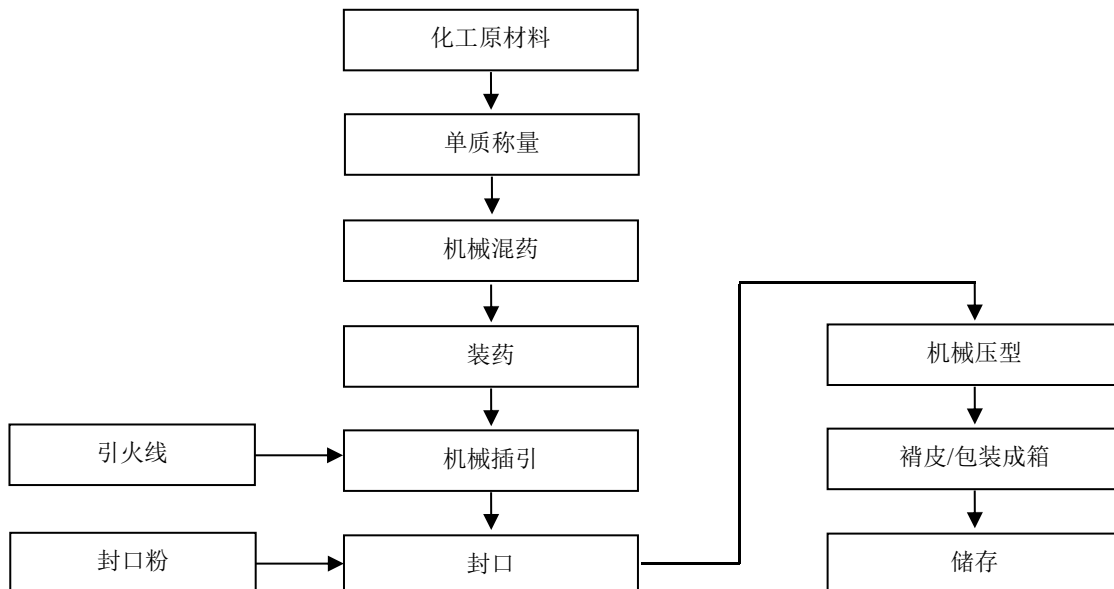 化工原材料
单质称量
机械混药
装药
引火线
机械插引
封口粉
封口
机械压型
褙皮/包装成箱
储存